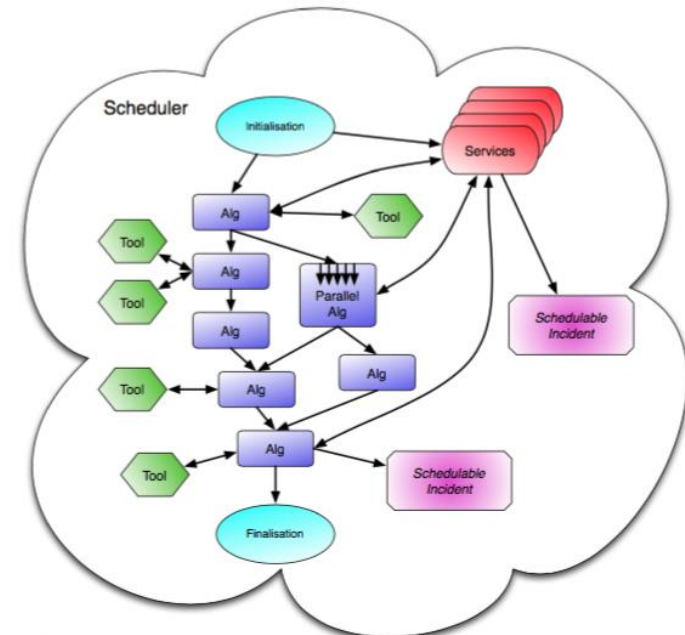 Scheduler
Initialisation
Services
Alg
Tool
Tool
Alg
Tool
Parallel
Alg
Schedulable
Incident
Alg
Tool
Alg
Alg
Alg
Tool
Schedulable
Incident
Finalisation